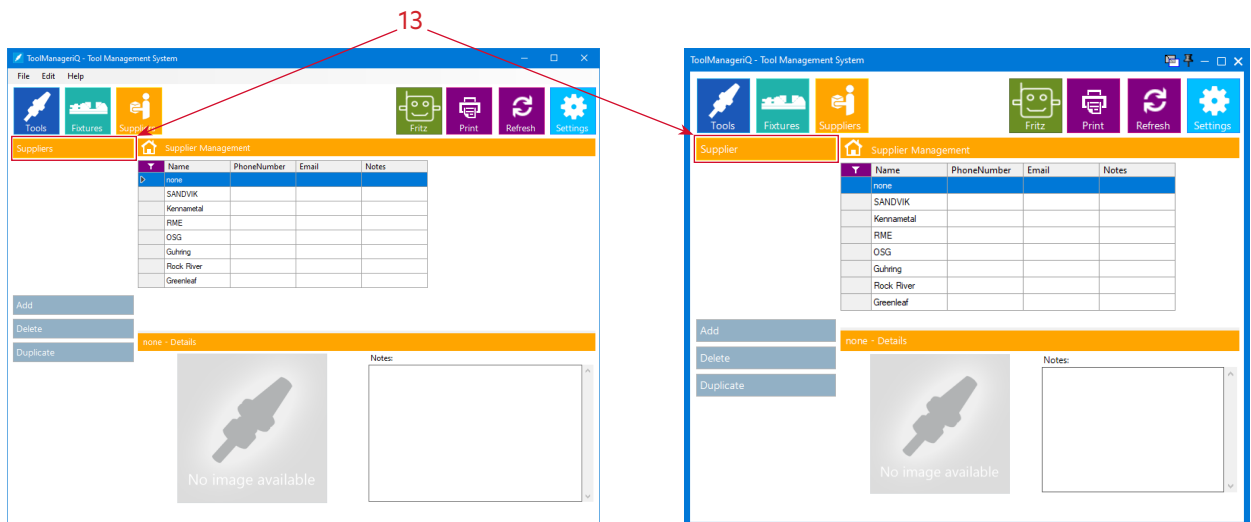 13
ToolManageriQ - Tool Management System
File Edit Help
Tools Fixtures Suppliers Fritz Print Refresh Settings
Suppliers
Supplier Management
Name PhoneNumber Email Notes
none
SANDVIK
Kennametal
RME
OSG
Guhring
Rock River
Greenleaf
Add
Delete
Duplicate
none - Details
No image available
Notes:
ToolManageriQ - Tool Management System
Tools Fixtures Suppliers Fritz Print Refresh Settings
Supplier
Supplier Management
Name PhoneNumber Email Notes
none
SANDVIK
Kennametal
RME
OSG
Guhring
Rock River
Greenleaf
Add
Delete
Duplicate
none - Details
No image available
Notes: